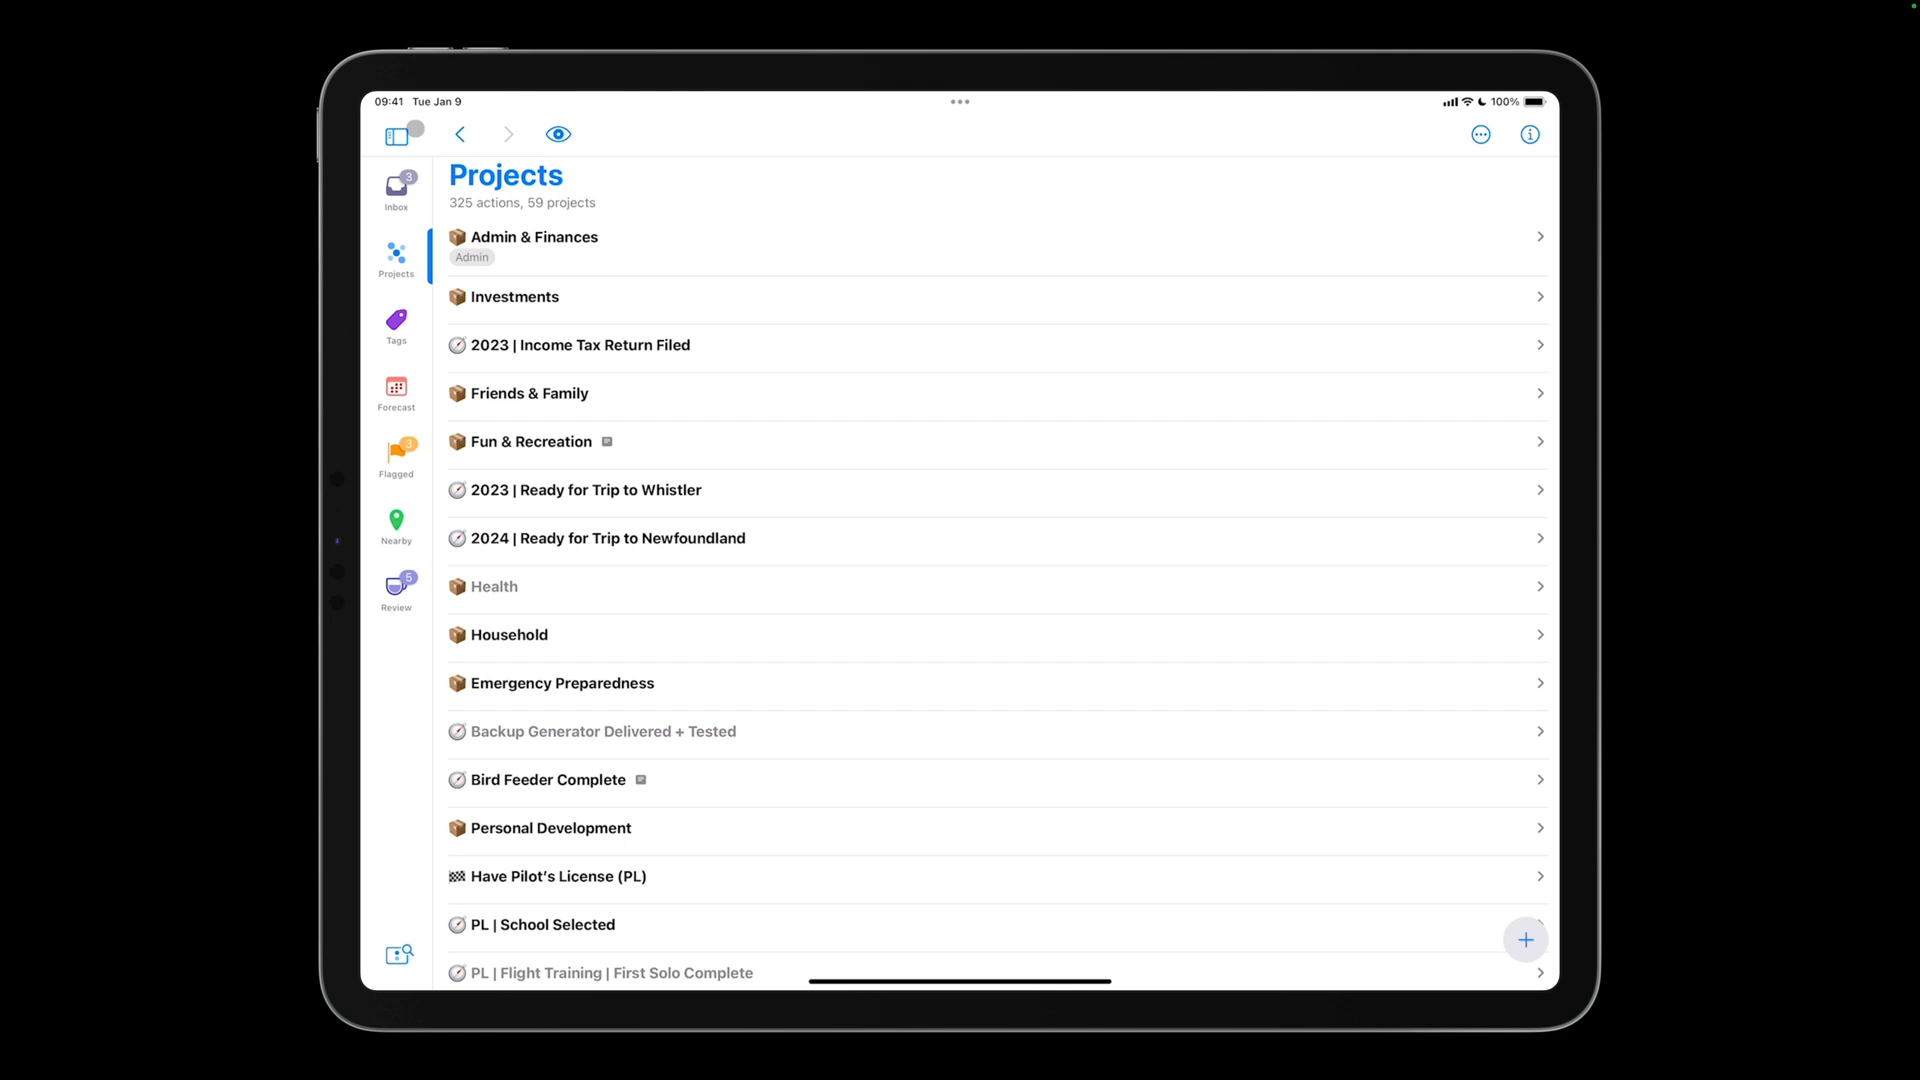 09:41 Tue Jan 9
100%
Projects
325 actions, 59 projects
3
Inbox
Projects
Tags
Forecast
3
Flagged
Nearby
5
Review
Admin & Finances
Admin
Investments
2023 | Income Tax Return Filed
Friends & Family
Fun & Recreation
2023 | Ready for Trip to Whistler
2024 | Ready for Trip to Newfoundland
Health
Household
Emergency Preparedness
Backup Generator Delivered + Tested
Bird Feeder Complete
Personal Development
Have Pilot’s License (PL)
PL | School Selected
PL | Flight Training | First Solo Complete